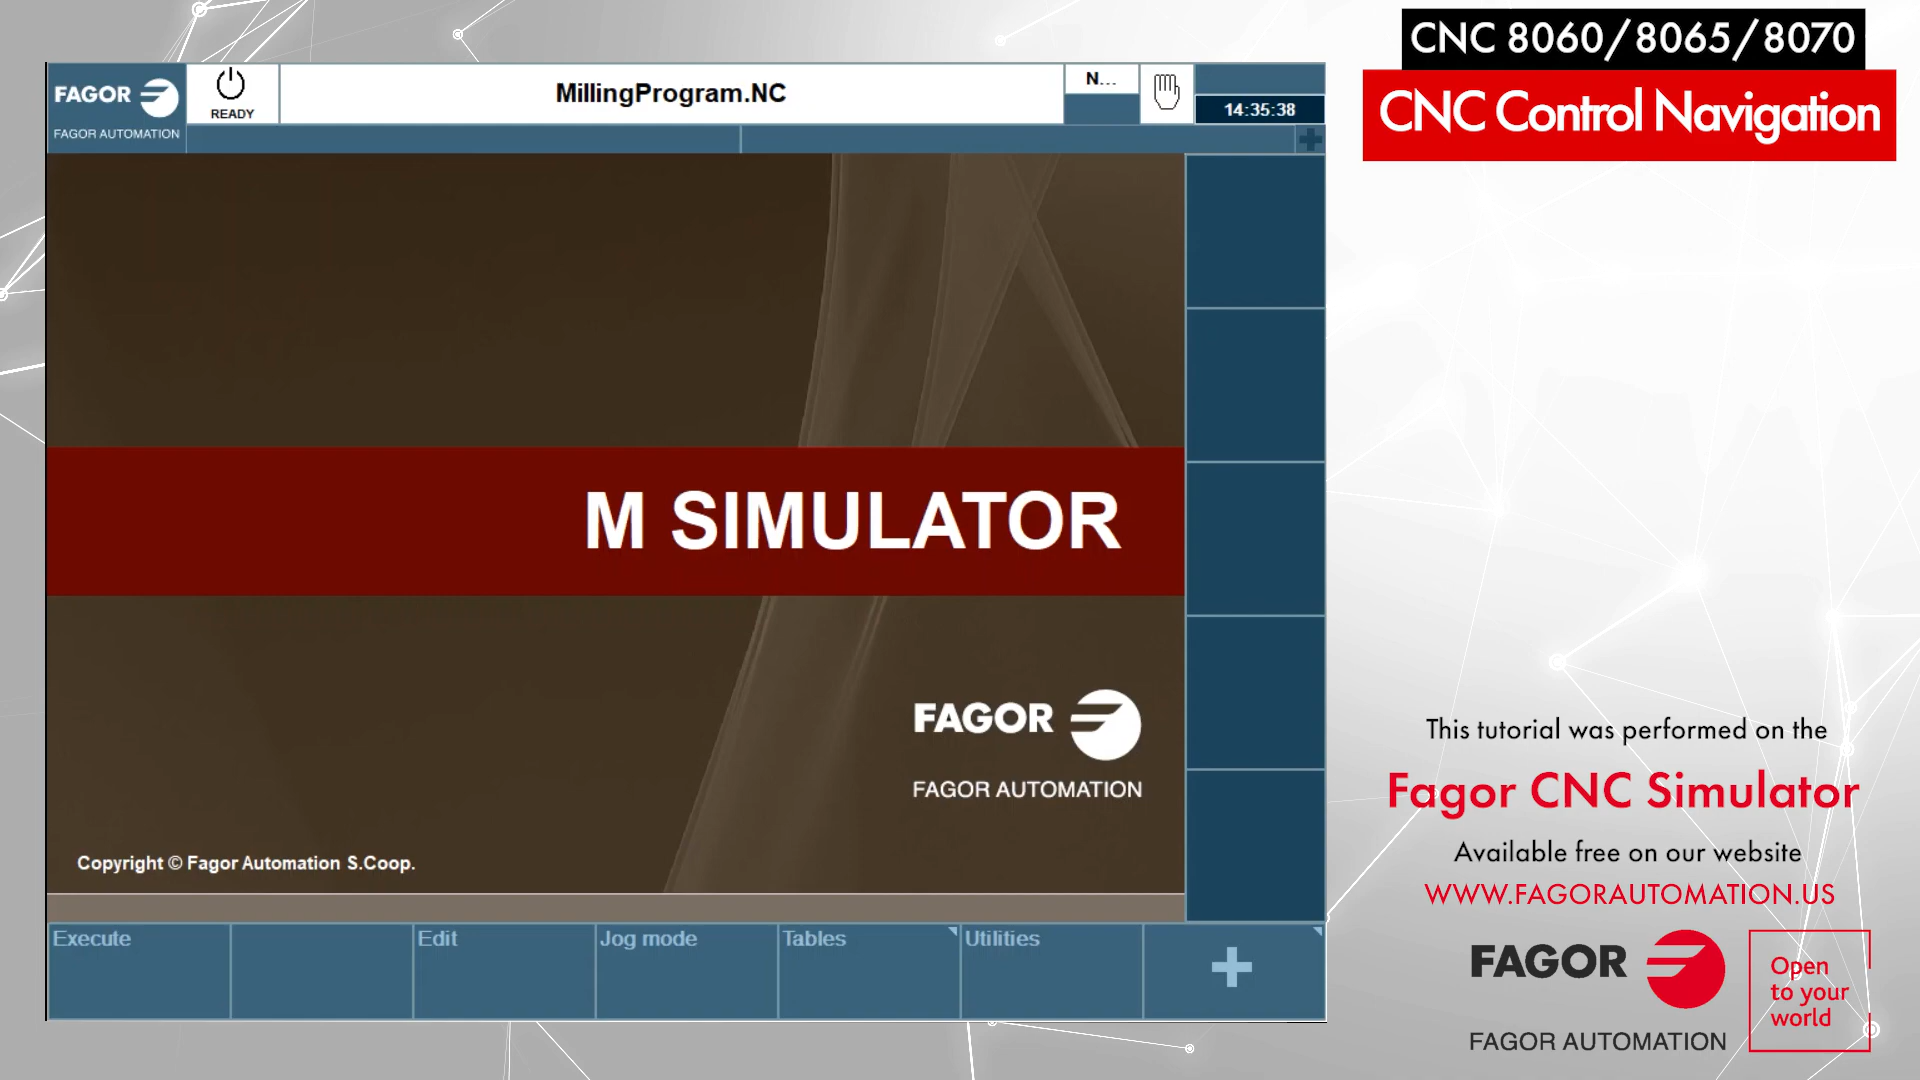 CNC 8060/8065/8070
CNC Control Navigation
FAGOR
FAGOR AUTOMATION
READY
MillingProgram.NC
N...
14:35:38
M SIMULATOR
FAGOR
FAGOR AUTOMATION
Copyright © Fagor Automation S.Coop.
Execute
Edit
Jog mode
Tables
Utilities
This tutorial was performed on the
Fagor CNC Simulator
Available free on our website
WWW.FAGORAUTOMATION.US
FAGOR
FAGOR AUTOMATION
Open
to your
world